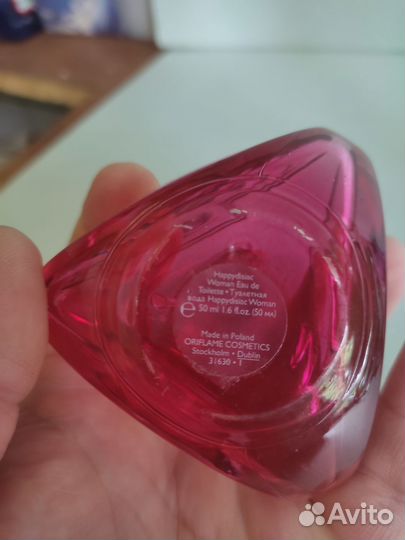 Happydisiac
Woman Eau de
Toilette • Туалетная
вода Happydisiac Woman
℮ 50 ml 1.6 fl.oz. (50 мл)
Made in Poland
ORIFLAME COSMETICS
Stockholm • Dublin
31630 • 1
Avito